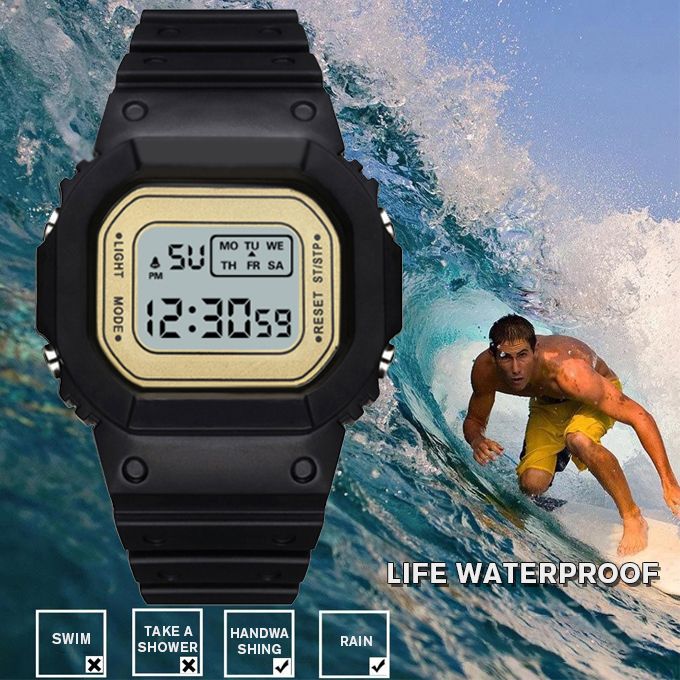 SU MO TU WE
PM TH FR SA
LIGHT
MODE
RESET ST/STP
12:30 59
LIFE WATERPROOF
SWIM
TAKE A
SHOWER
HANDWA
SHING
RAIN